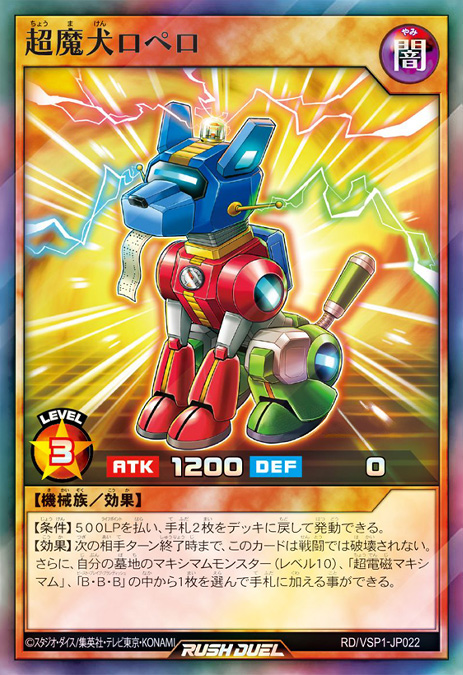 超魔犬ロペロ
闇
LEVEL
3
ATK 1200 DEF 0
【機械族/効果】
【条件】500LPを払い、手札2枚をデッキに戻して発動できる。
【効果】次の相手ターン終了時まで、このカードは戦闘では破壊されない。
さらに、自分の墓地のマキシマムモンスター(レベル10)、「超電磁マキシ
マム」、「B・B・B」の中から1枚を選んで手札に加える事ができる。
©スタジオ・ダイス/集英社・テレビ東京・KONAMI
RUSH DUEL
RD/VSP1-JP022